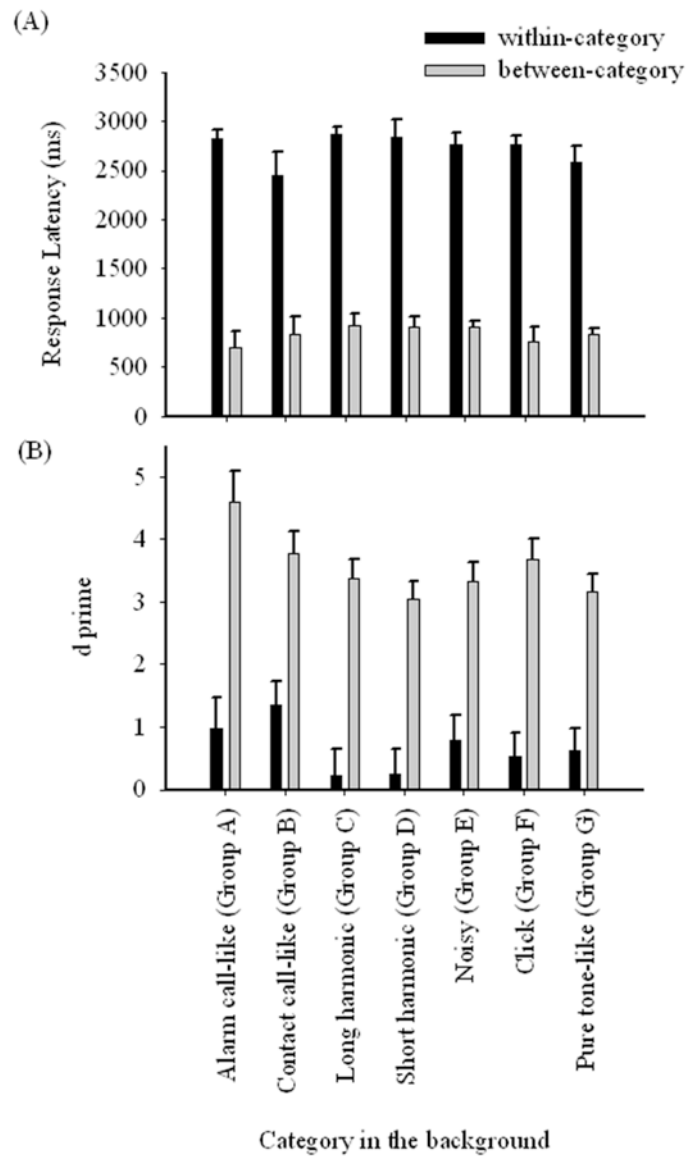 (A)
within-category
between-category
3500
3000
2500
2000
1500
1000
500
0
Response Latency (ms)
(B)
5
4
3
2
1
0
d prime
Alarm call-like (Group A)
Contact call-like (Group B)
Long harmonic (Group C)
Short harmonic (Group D)
Noisy (Group E)
Click (Group F)
Pure tone-like (Group G)
Category in the background